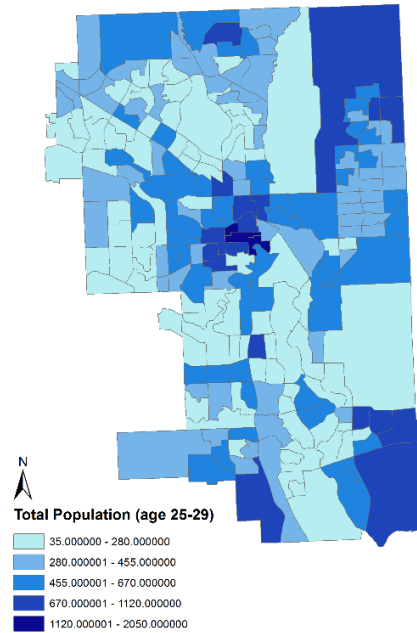 N
Total Population (age 25-29)
35.000000 - 280.000000
280.000001 - 455.000000
455.000001 - 670.000000
670.000001 - 1120.000000
1120.000001 - 2050.000000